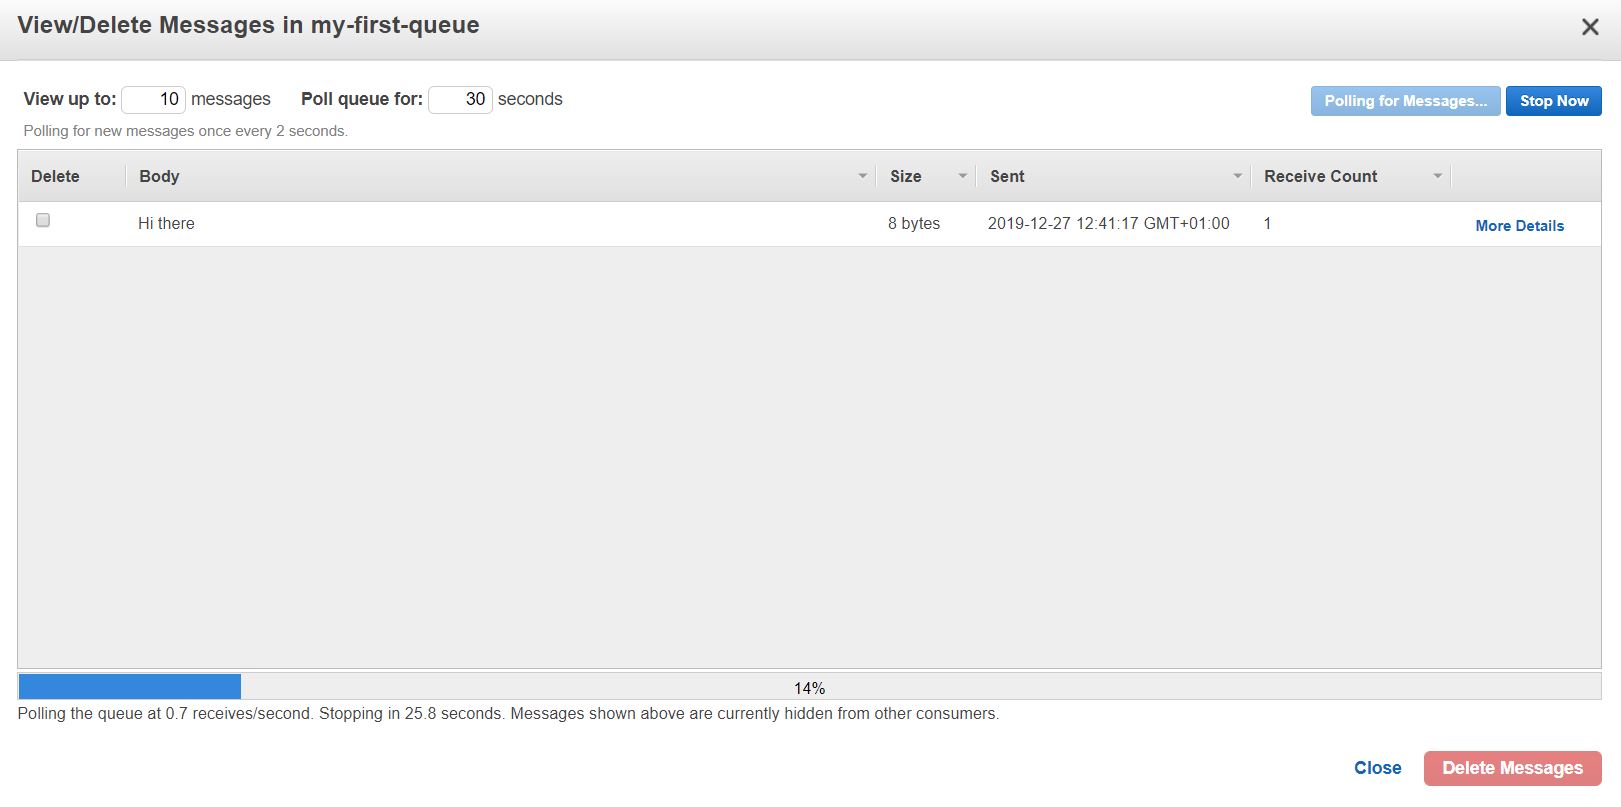 View/Delete Messages in my-first-queue
View up to: 10 messages Poll queue for: 30 seconds Polling for Messages... Stop Now
Polling for new messages once every 2 seconds.
Delete Body Size Sent Receive Count
Hi there 8 bytes 2019-12-27 12:41:17 GMT+01:00 1 More Details
14%
Polling the queue at 0.7 receives/second. Stopping in 25.8 seconds. Messages shown above are currently hidden from other consumers.
Close Delete Messages